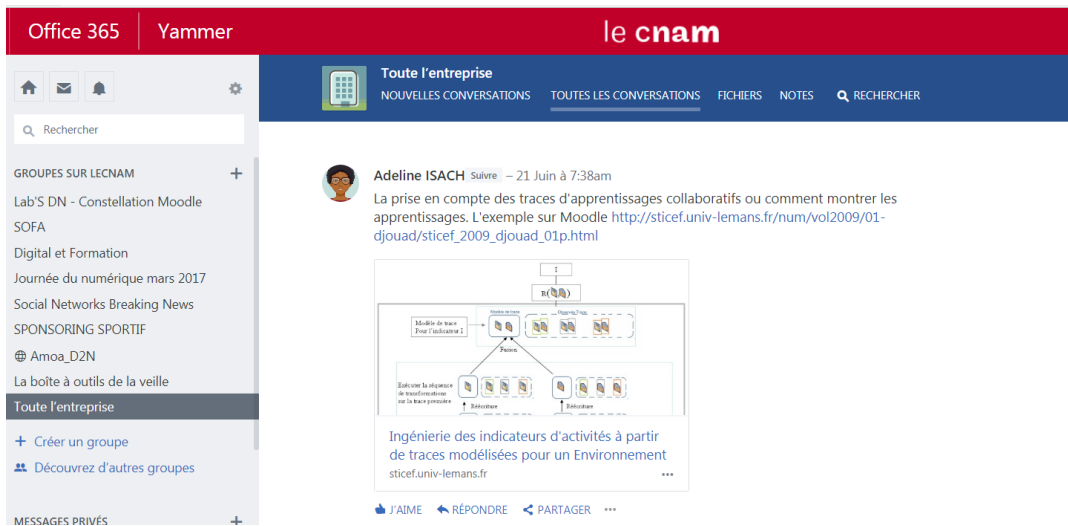 Office 365
Yammer
le cnam
Toute l'entreprise
NOUVELLES CONVERSATIONS
TOUTES LES CONVERSATIONS
FICHIERS
NOTES
RECHERCHER
Rechercher
GROUPES SUR LECNAM
Lab'S DN - Constellation Moodle
SOFA
Digital et Formation
Journée du numérique mars 2017
Social Networks Breaking News
SPONSORING SPORTIF
Amoa_D2N
La boîte à outils de la veille
Toute l'entreprise
Créer un groupe
Découvrez d'autres groupes
MESSAGES PRIVÉS
Adeline ISACH Suivre – 21 Juin à 7:38am
La prise en compte des traces d'apprentissages collaboratifs ou comment montrer les
apprentissages. L'exemple sur Moodle http://sticef.univ-lemans.fr/num/vol2009/01-
djouad/sticef_2009_djouad_01p.html
I
R( )
Modèle de trace
Modèle de trace
Pour l'indicateur I
Fusion
Exécuter la séquence
de transformations
sur la trace première
Réécriture
Réécriture
Ingénierie des indicateurs d'activités à partir
de traces modélisées pour un Environnement
sticef.univ-lemans.fr
J'AIME
RÉPONDRE
PARTAGER